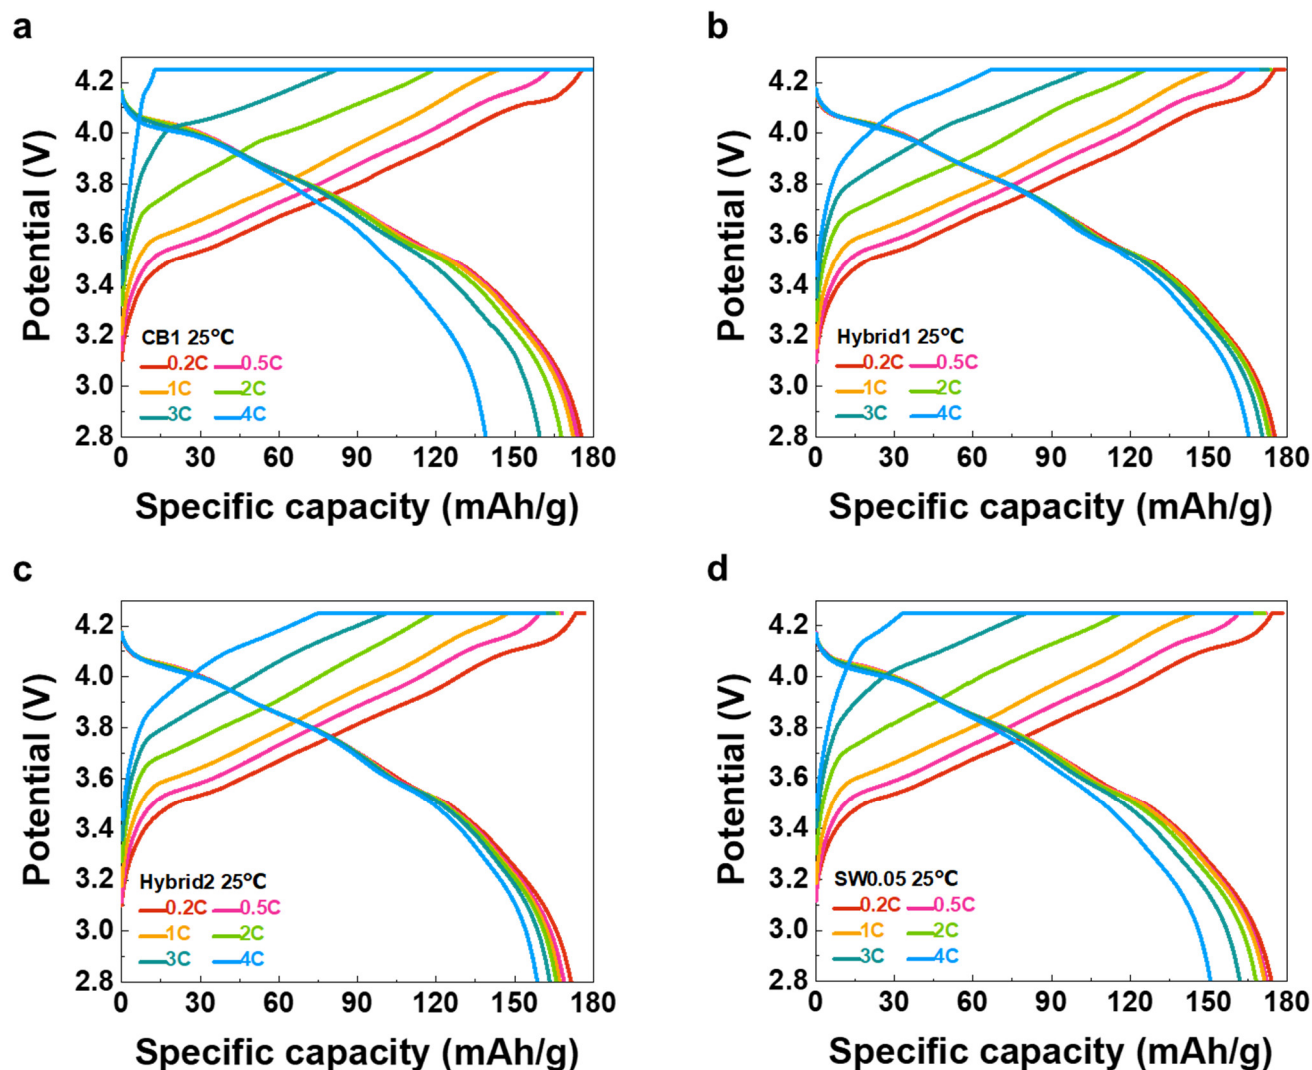 a
Potential (V)
4.2
4.0
3.8
3.6
3.4
3.2
3.0
2.8
CB1 25℃
0.2C 0.5C
1C 2C
3C 4C
0 30 60 90 120 150 180
Specific capacity (mAh/g)
b
Potential (V)
4.2
4.0
3.8
3.6
3.4
3.2
3.0
2.8
Hybrid1 25℃
0.2C 0.5C
1C 2C
3C 4C
0 30 60 90 120 150 180
Specific capacity (mAh/g)
c
Potential (V)
4.2
4.0
3.8
3.6
3.4
3.2
3.0
2.8
Hybrid2 25℃
0.2C 0.5C
1C 2C
3C 4C
0 30 60 90 120 150 180
Specific capacity (mAh/g)
d
Potential (V)
4.2
4.0
3.8
3.6
3.4
3.2
3.0
2.8
SW0.05 25℃
0.2C 0.5C
1C 2C
3C 4C
0 30 60 90 120 150 180
Specific capacity (mAh/g)